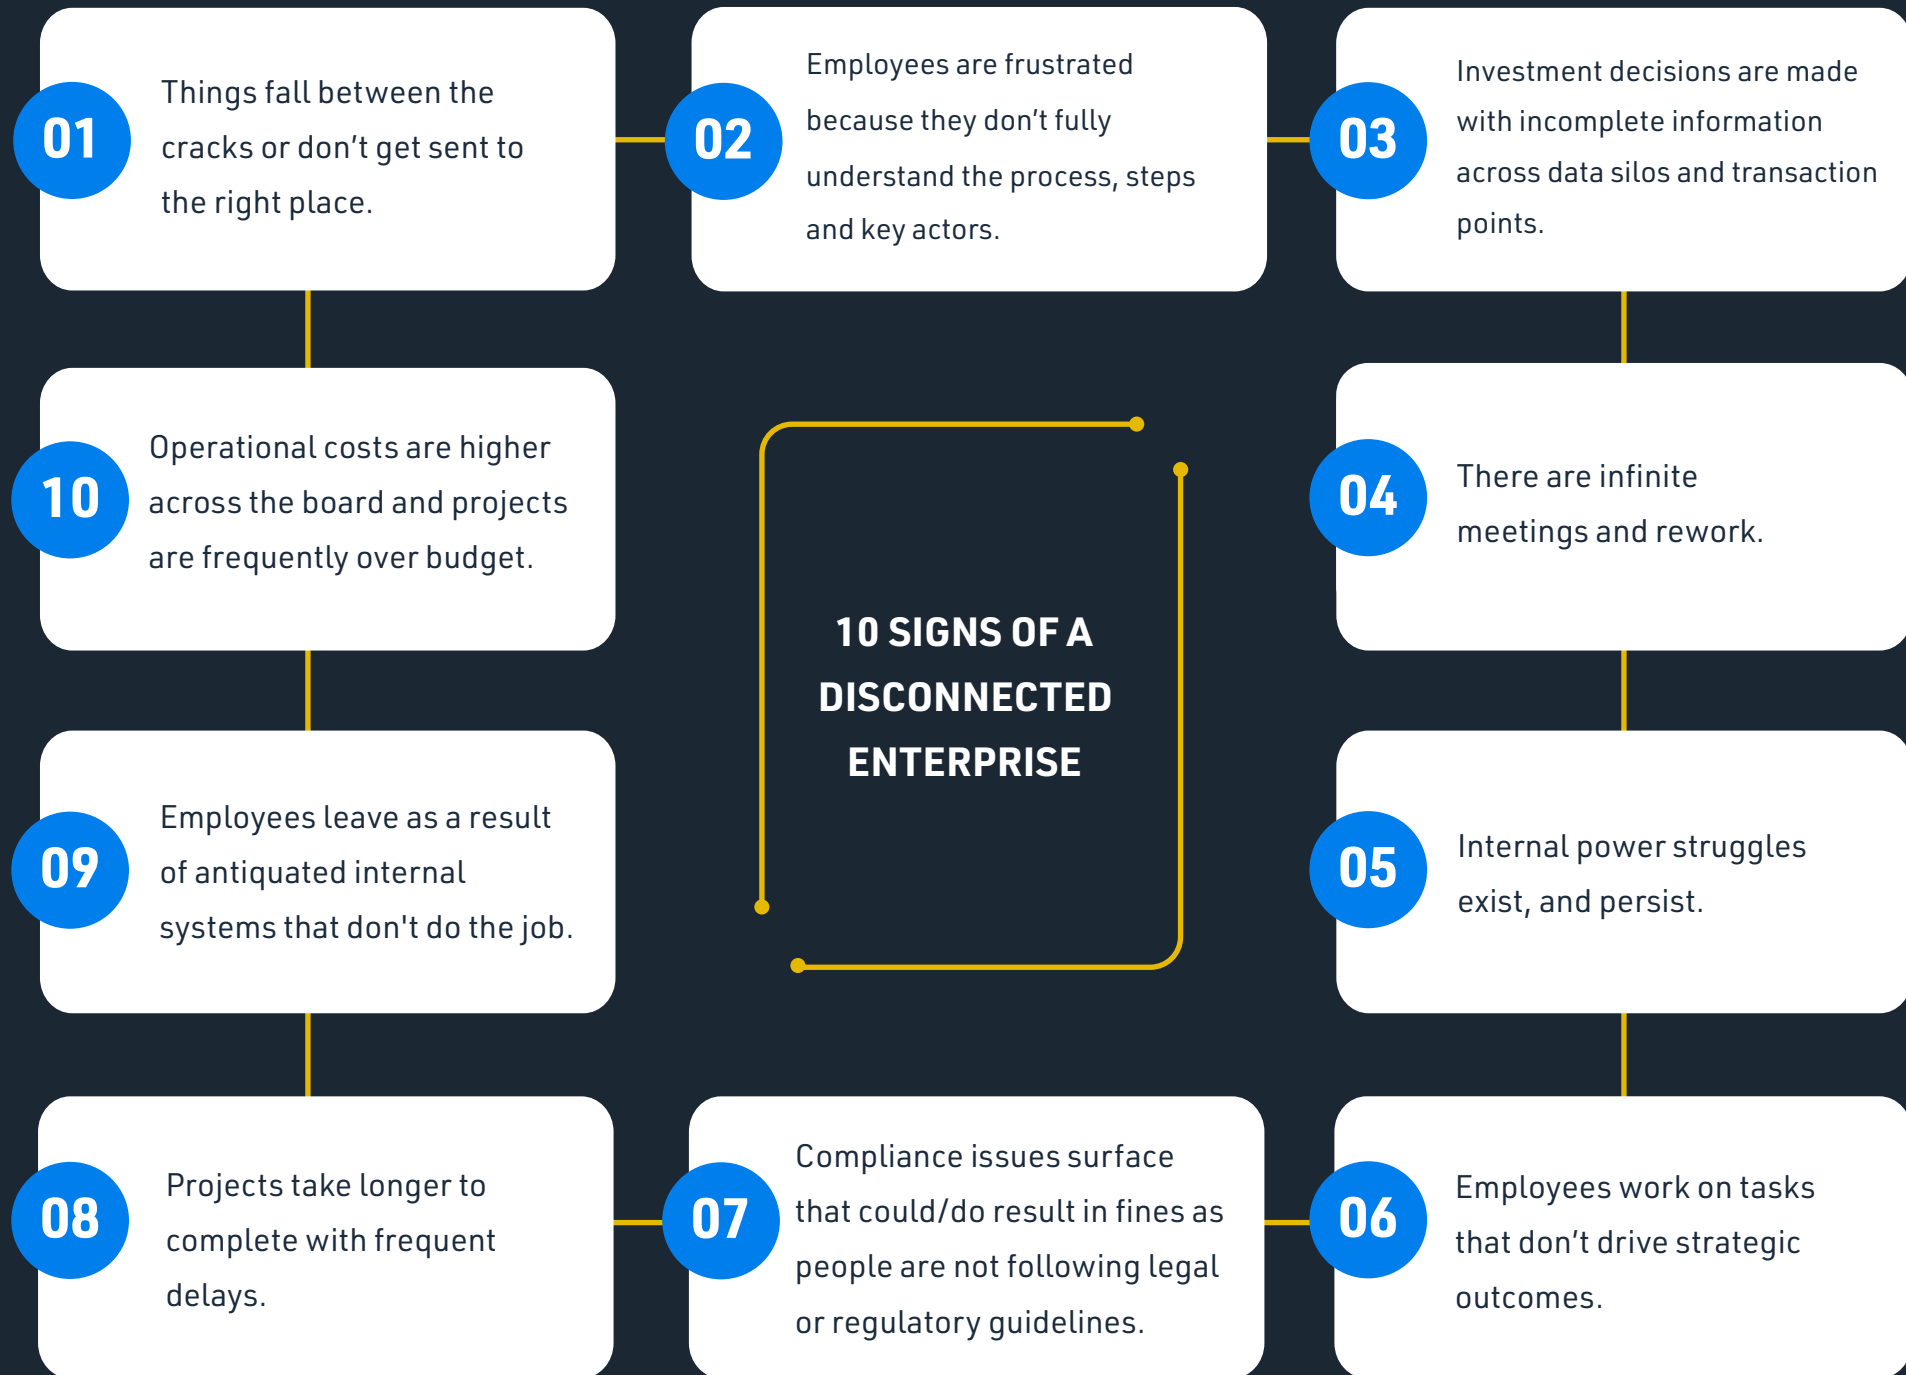 01
Things fall between the
cracks or don’t get sent to
the right place.
02
Employees are frustrated
because they don’t fully
understand the process, steps
and key actors.
03
Investment decisions are made
with incomplete information
across data silos and transaction
points.
04
There are infinite
meetings and rework.
05
Internal power struggles
exist, and persist.
06
Employees work on tasks
that don’t drive strategic
outcomes.
07
Compliance issues surface
that could/do result in fines as
people are not following legal
or regulatory guidelines.
08
Projects take longer to
complete with frequent
delays.
09
Employees leave as a result
of antiquated internal
systems that don't do the job.
10
Operational costs are higher
across the board and projects
are frequently over budget.
10 SIGNS OF A
DISCONNECTED
ENTERPRISE